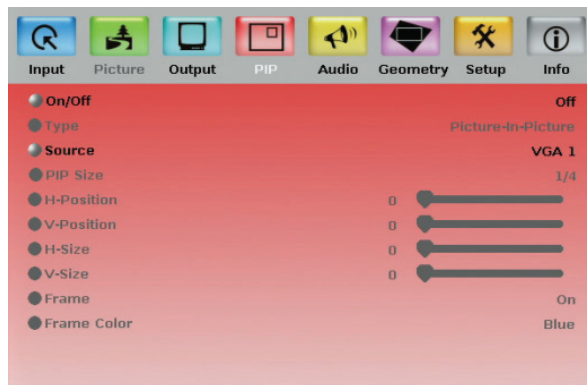 Input Picture Output PIP Audio Geometry Setup Info
On/Off Off
Type Picture-In-Picture
Source VGA 1
PIP Size 1/4
H-Position 0
V-Position 0
H-Size 0
V-Size 0
Frame On
Frame Color Blue